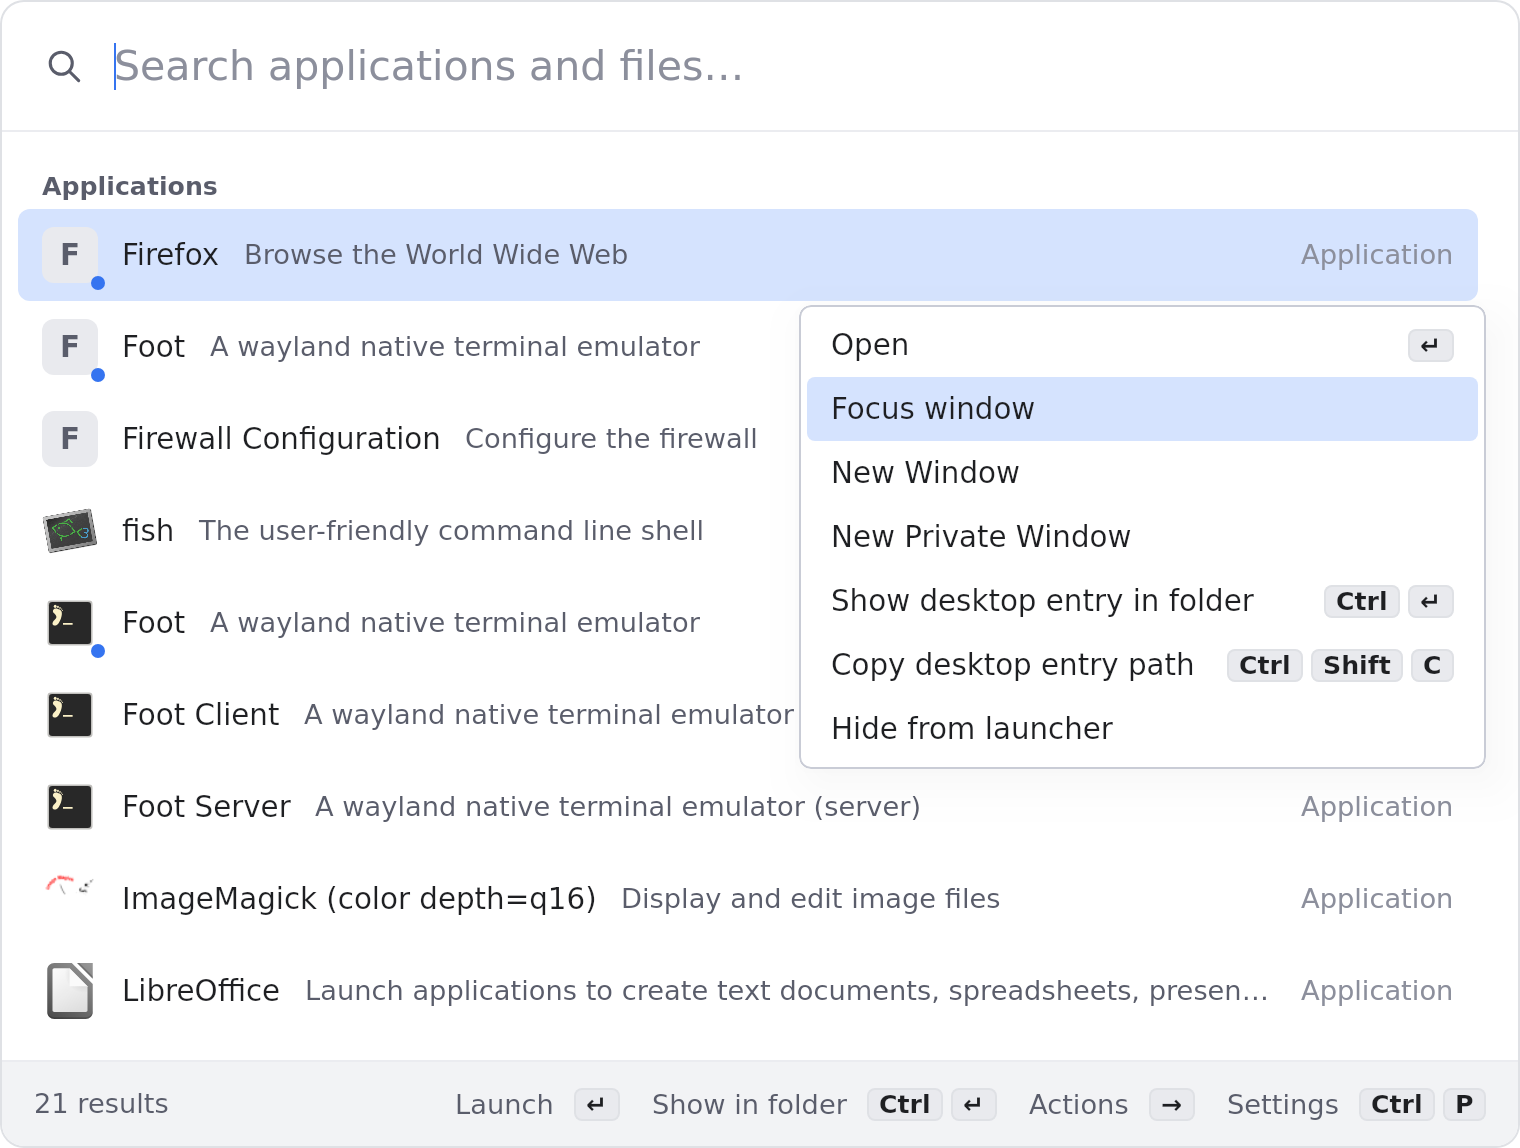 Search applications and files...
Applications
F Firefox Browse the World Wide Web Application
F Foot A wayland native terminal emulator
Open ↵
Focus window
F Firewall Configuration Configure the firewall
New Window
fish The user-friendly command line shell
New Private Window
Foot A wayland native terminal emulator
Show desktop entry in folder Ctrl ↵
Copy desktop entry path Ctrl Shift C
Foot Client A wayland native terminal emulator
Hide from launcher
Foot Server A wayland native terminal emulator (server) Application
ImageMagick (color depth=q16) Display and edit image files Application
LibreOffice Launch applications to create text documents, spreadsheets, presen... Application
21 results Launch ↵ Show in folder Ctrl ↵ Actions → Settings Ctrl P